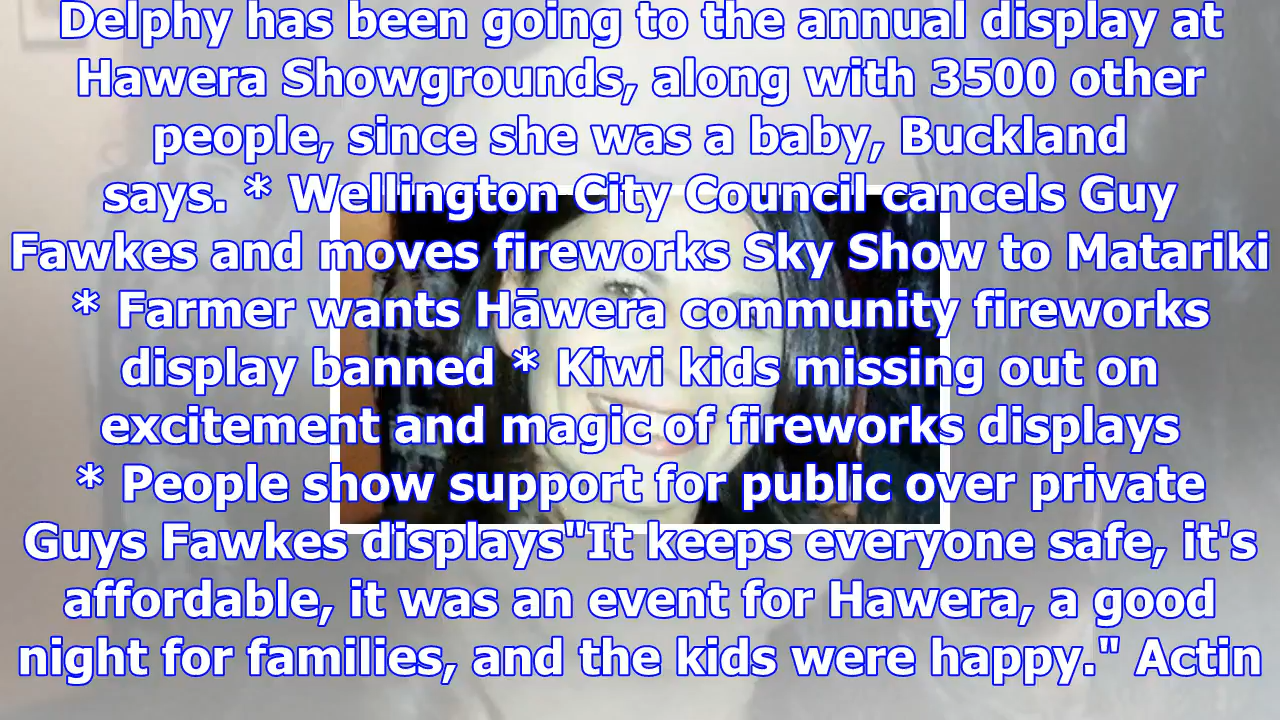 Delphy has been going to the annual display at
Hawera Showgrounds, along with 3500 other
people, since she was a baby, Buckland
says. * Wellington City Council cancels Guy
Fawkes and moves fireworks Sky Show to Matariki
* Farmer wants Hāwera community fireworks
display banned * Kiwi kids missing out on
excitement and magic of fireworks displays
* People show support for public over private
Guys Fawkes displays"It keeps everyone safe, it's
affordable, it was an event for Hawera, a good
night for families, and the kids were happy." Actin